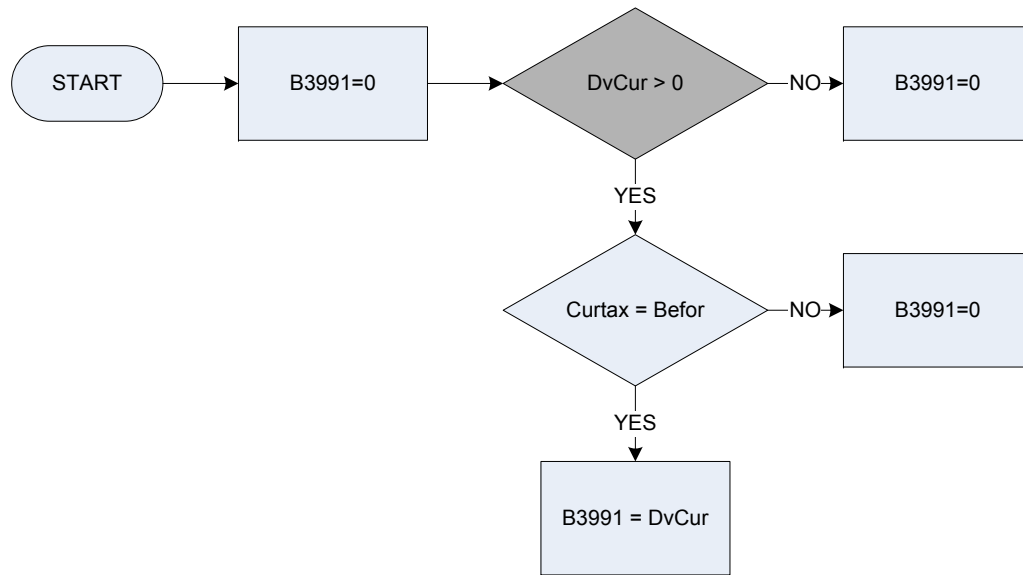 START
B3991=0
DvCur > 0
NO
B3991=0
YES
Curtax = Befor
NO
B3991=0
YES
B3991 = DvCur